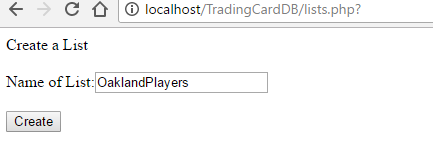 localhost/TradingCardDB/lists.php?
Create a List
Name of List:OaklandPlayers
Create